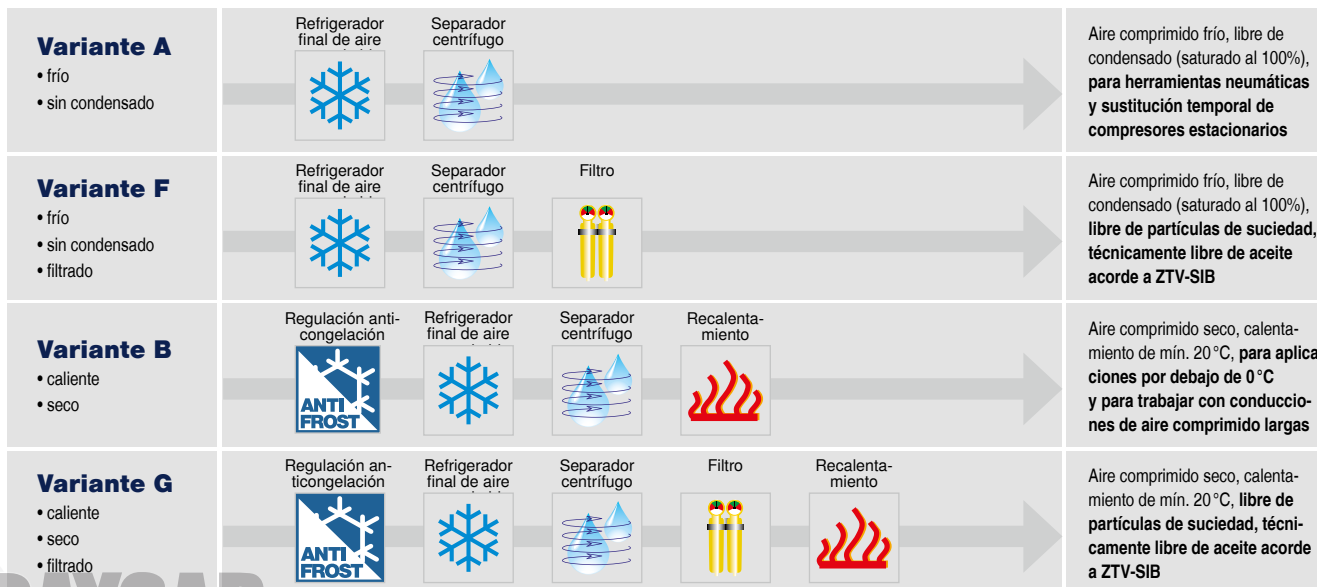 Variante A
• frío
• sin condensado
Refrigerador
final de aire
Separador
centrífugo
Aire comprimido frío, libre de
condensado (saturado al 100%),
para herramientas neumáticas
y sustitución temporal de
compresores estacionarios
Variante F
• frío
• sin condensado
• filtrado
Refrigerador
final de aire
Separador
centrífugo
Filtro
Aire comprimido frío, libre de
condensado (saturado al 100%),
libre de partículas de suciedad,
técnicamente libre de aceite
acorde a ZTV-SIB
Variante B
• caliente
• seco
Regulación anti-
congelación
ANTI
FROST
Refrigerador
final de aire
Separador
centrífugo
Recalenta-
miento
Aire comprimido seco, calenta-
miento de mín. 20°C, para aplica
ciones por debajo de 0°C
y para trabajar con conduccio-
nes de aire comprimido largas
Variante G
• caliente
• seco
• filtrado
Regulación an-
ticongelación
ANTI
FROST
Refrigerador
final de aire
Separador
centrífugo
Filtro
Recalenta-
miento
Aire comprimido seco, calenta-
miento de mín. 20°C, libre de
partículas de suciedad, técni-
camente libre de aceite acorde
a ZTV-SIB